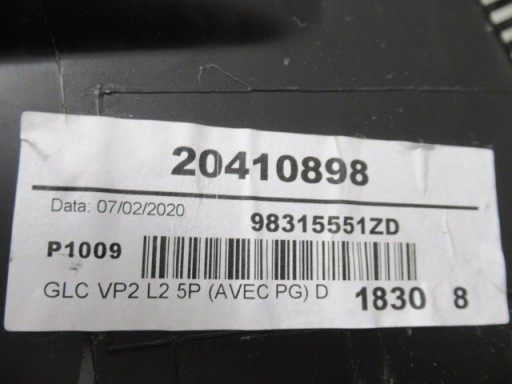 20410898
Data: 07/02/2020 98315551ZD
P1009
GLC VP2 L2 5P (AVEC PG) D 1830 8